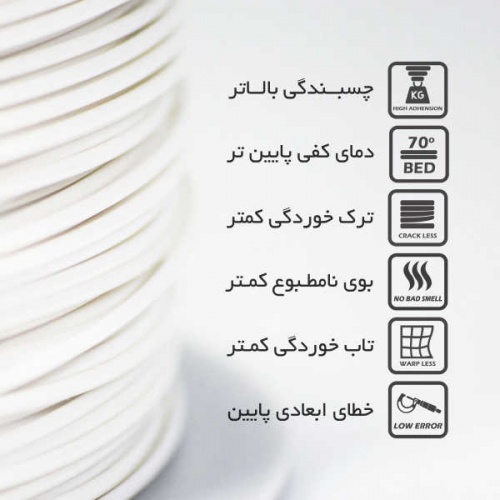 چسبندگی بالاتر
KG
HIGH ADHENSION
دمای کفی پایین تر
70°
BED
ترک خوردگی کمتر
CRACK LESS
بوی نامطبوع کمتر
NO BAD SMELL
تاب خوردگی کمتر
WARP LESS
خطای ابعادی پایین
LOW ERROR